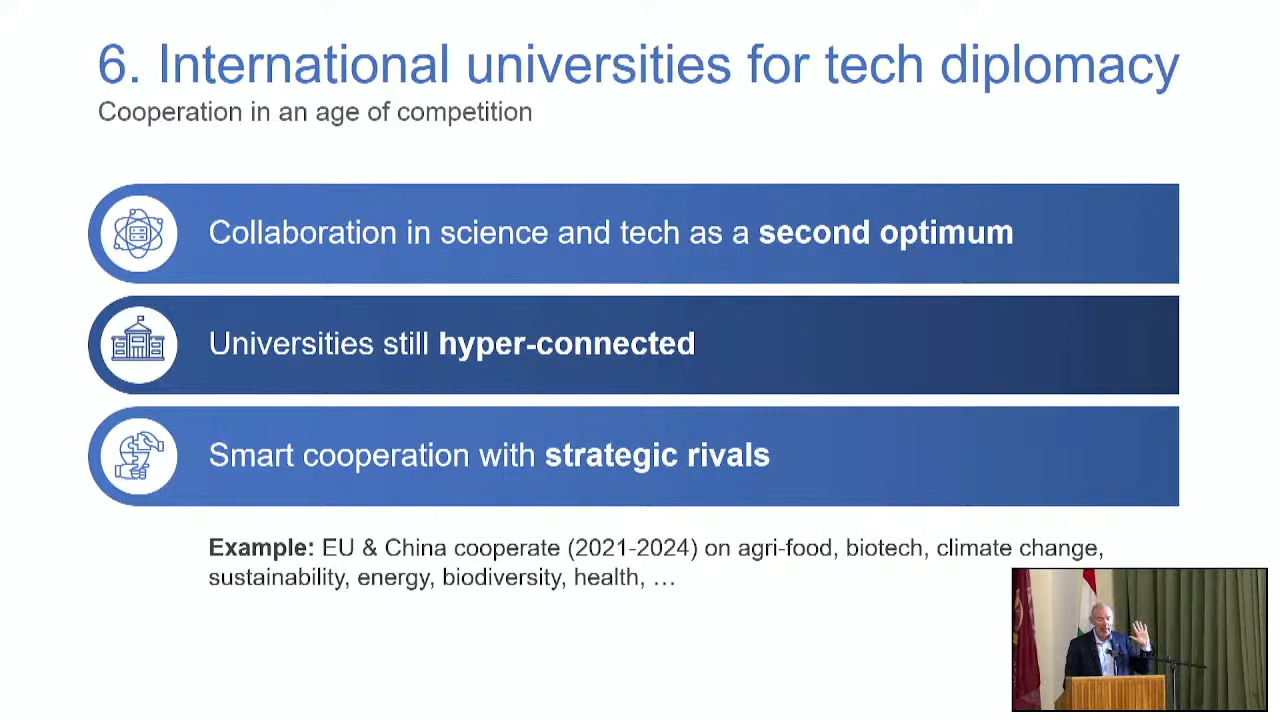 6. International universities for tech diplomacy
Cooperation in an age of competition
Collaboration in science and tech as a second optimum
Universities still hyper-connected
Smart cooperation with strategic rivals
Example: EU & China cooperate (2021-2024) on agri-food, biotech, climate change,
sustainability, energy, biodiversity, health, …